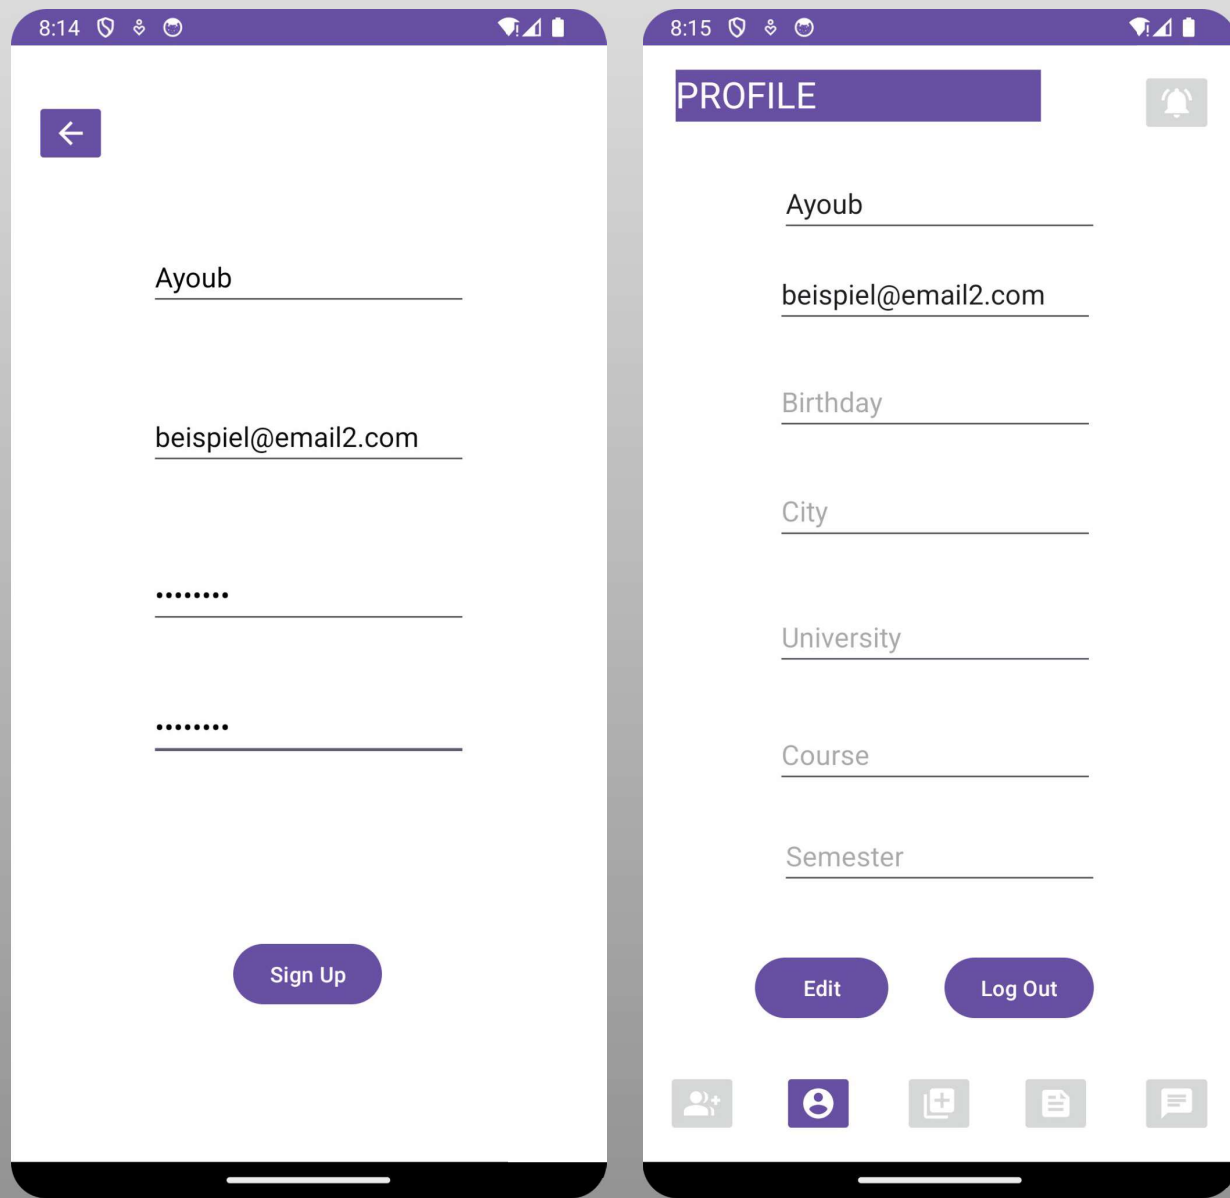 8:14
Ayoub
beispiel@email2.com
••••••••
••••••••
Sign Up
8:15
PROFILE
Ayoub
beispiel@email2.com
Birthday
City
University
Course
Semester
Edit
Log Out